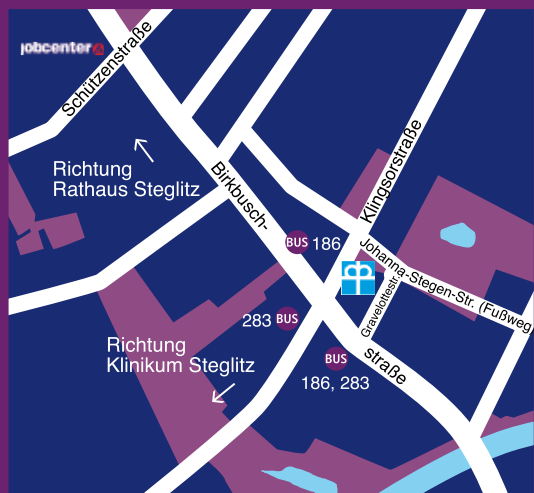 jobcenter
Schützenstraße
Richtung
Rathaus Steglitz
Birkbusch-
Klingsorstraße
BUS 186
Johanna-Stegen-Str. (Fußweg
Gravelottestr.
283 BUS
Richtung
Klinikum Steglitz
BUS
186, 283
straße